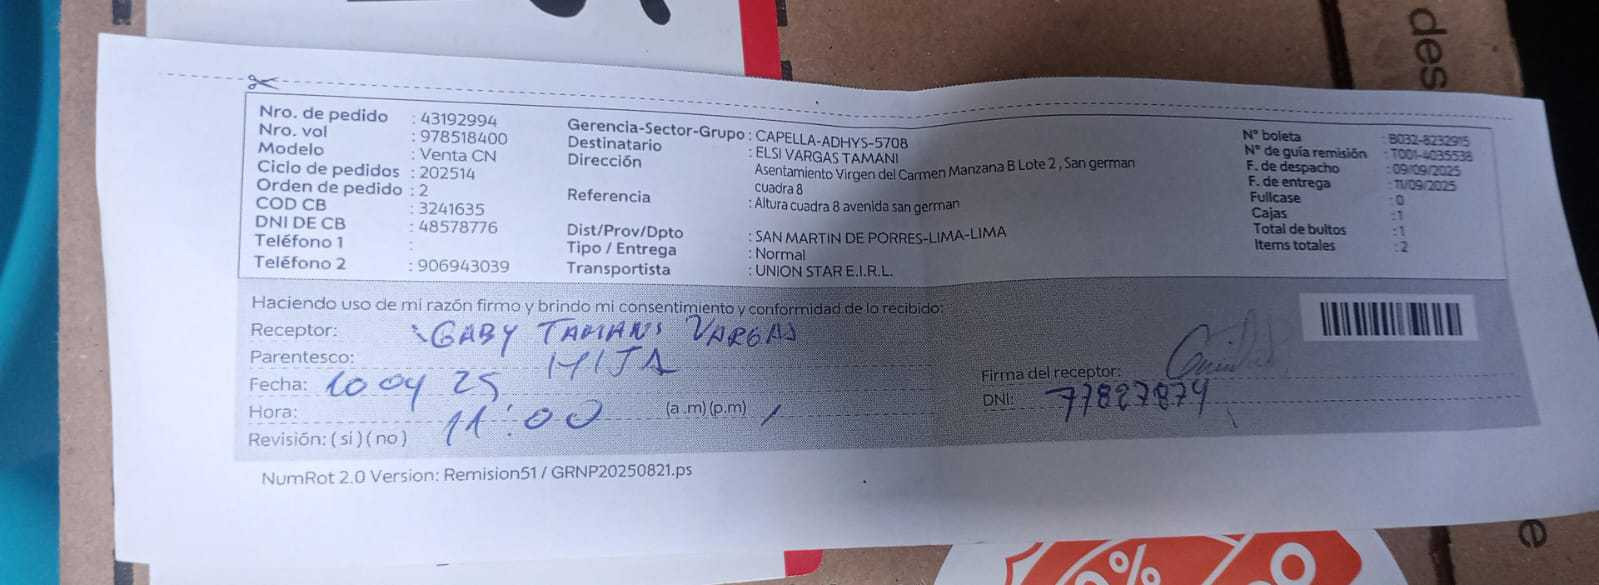 des
Nro. de pedido : 43192994
Nro. vol : 978518400
Modelo : Venta CN
Ciclo de pedidos : 202514
Orden de pedido : 2
COD CB : 3241635
DNI DE CB : 48578776
Teléfono 1 :
Teléfono 2 : 906943039
Gerencia-Sector-Grupo : CAPELLA-ADHYS-5708
Destinatario : ELSI VARGAS TAMANI
Dirección Asentamiento Virgen del Carmen Manzana B Lote 2 , San german
cuadra 8
Referencia : Altura cuadra 8 avenida san german
Dist/Prov/Dpto : SAN MARTIN DE PORRES-LIMA-LIMA
Tipo / Entrega : Normal
Transportista : UNION STAR E.I.R.L.
N° boleta : B032-8232915
N° de guía remisión : T001-4035538
F. de despacho : 09/09/2025
F. de entrega : 11/09/2025
Fullcase : 0
Cajas : 1
Total de bultos : 1
Items totales : 2
Haciendo uso de mi razón firmo y brindo mi consentimiento y conformidad de lo recibido:
Receptor: GABY TAMANI VARGAS
Parentesco: HIJA
Fecha: 10 09 25
Hora: 11:00 (a.m)(p.m)
Revisión: (si)(no)
Firma del receptor:
DNI: 77827874
NumRot 2.0 Version: Remision51 / GRNP20250821.ps
%
e